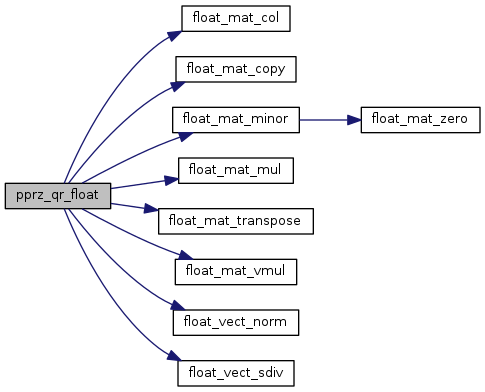 float_mat_col
float_mat_copy
float_mat_minor
float_mat_zero
float_mat_mul
pprz_qr_float
float_mat_transpose
float_mat_vmul
float_vect_norm
float_vect_sdiv